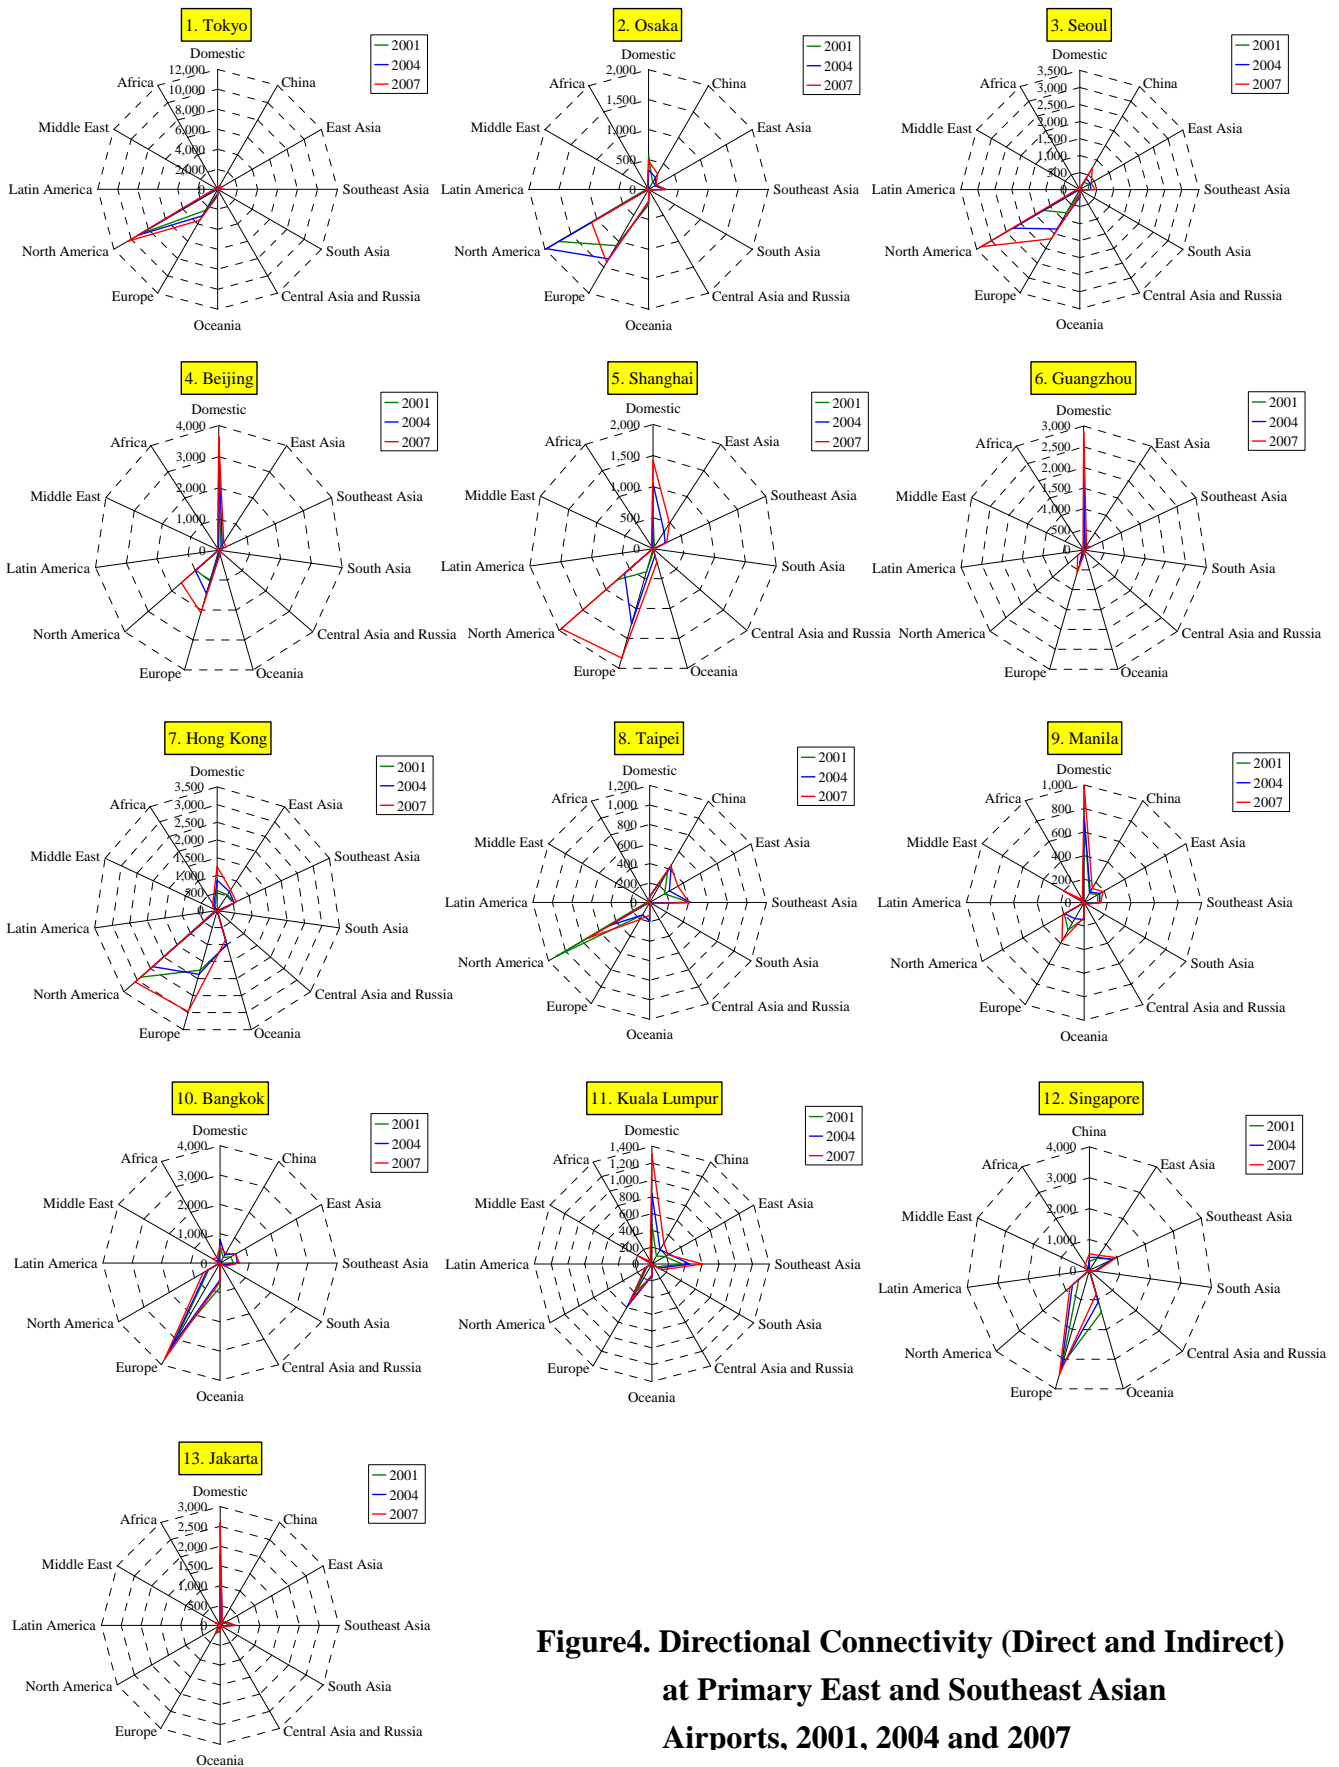 1. Tokyo
2001
2004
2007
Domestic
China
East Asia
Southeast Asia
South Asia
Central Asia and Russia
Oceania
Europe
North America
Latin America
Middle East
Africa
12,000
10,000
8,000
6,000
4,000
2,000
0
2. Osaka
2001
2004
2007
Domestic
China
East Asia
Southeast Asia
South Asia
Central Asia and Russia
Oceania
Europe
North America
Latin America
Middle East
Africa
2,000
1,500
1,000
500
0
3. Seoul
2001
2004
2007
Domestic
China
East Asia
Southeast Asia
South Asia
Central Asia and Russia
Oceania
Europe
North America
Latin America
Middle East
Africa
3,500
3,000
2,500
2,000
1,500
1,000
500
0
4. Beijing
2001
2004
2007
Domestic
East Asia
Southeast Asia
South Asia
Central Asia and Russia
Oceania
Europe
North America
Latin America
Middle East
Africa
4,000
3,000
2,000
1,000
0
5. Shanghai
2001
2004
2007
Domestic
East Asia
Southeast Asia
South Asia
Central Asia and Russia
Oceania
Europe
North America
Latin America
Middle East
Africa
2,000
1,500
1,000
500
0
6. Guangzhou
2001
2004
2007
Domestic
East Asia
Southeast Asia
South Asia
Central Asia and Russia
Oceania
Europe
North America
Latin America
Middle East
Africa
3,000
2,500
2,000
1,500
1,000
500
0
7. Hong Kong
2001
2004
2007
Domestic
East Asia
Southeast Asia
South Asia
Central Asia and Russia
Oceania
Europe
North America
Latin America
Middle East
Africa
3,500
3,000
2,500
2,000
1,500
1,000
500
0
8. Taipei
2001
2004
2007
Domestic
China
East Asia
Southeast Asia
South Asia
Central Asia and Russia
Oceania
Europe
North America
Latin America
Middle East
Africa
1,200
1,000
800
600
400
200
0
9. Manila
2001
2004
2007
Domestic
China
East Asia
Southeast Asia
South Asia
Central Asia and Russia
Oceania
Europe
North America
Latin America
Middle East
Africa
1,000
800
600
400
200
0
10. Bangkok
2001
2004
2007
Domestic
China
East Asia
Southeast Asia
South Asia
Central Asia and Russia
Oceania
Europe
North America
Latin America
Middle East
Africa
4,000
3,000
2,000
1,000
0
11. Kuala Lumpur
2001
2004
2007
Domestic
China
East Asia
Southeast Asia
South Asia
Central Asia and Russia
Oceania
Europe
North America
Latin America
Middle East
Africa
1,400
1,200
1,000
800
600
400
200
0
12. Singapore
2001
2004
2007
China
East Asia
Southeast Asia
South Asia
Central Asia and Russia
Oceania
Europe
North America
Latin America
Middle East
Africa
4,000
3,000
2,000
1,000
0
13. Jakarta
2001
2004
2007
Domestic
China
East Asia
Southeast Asia
South Asia
Central Asia and Russia
Oceania
Europe
North America
Latin America
Middle East
Africa
3,000
2,500
2,000
1,500
1,000
500
0
Figure4. Directional Connectivity (Direct and Indirect)
at Primary East and Southeast Asian
Airports, 2001, 2004 and 2007